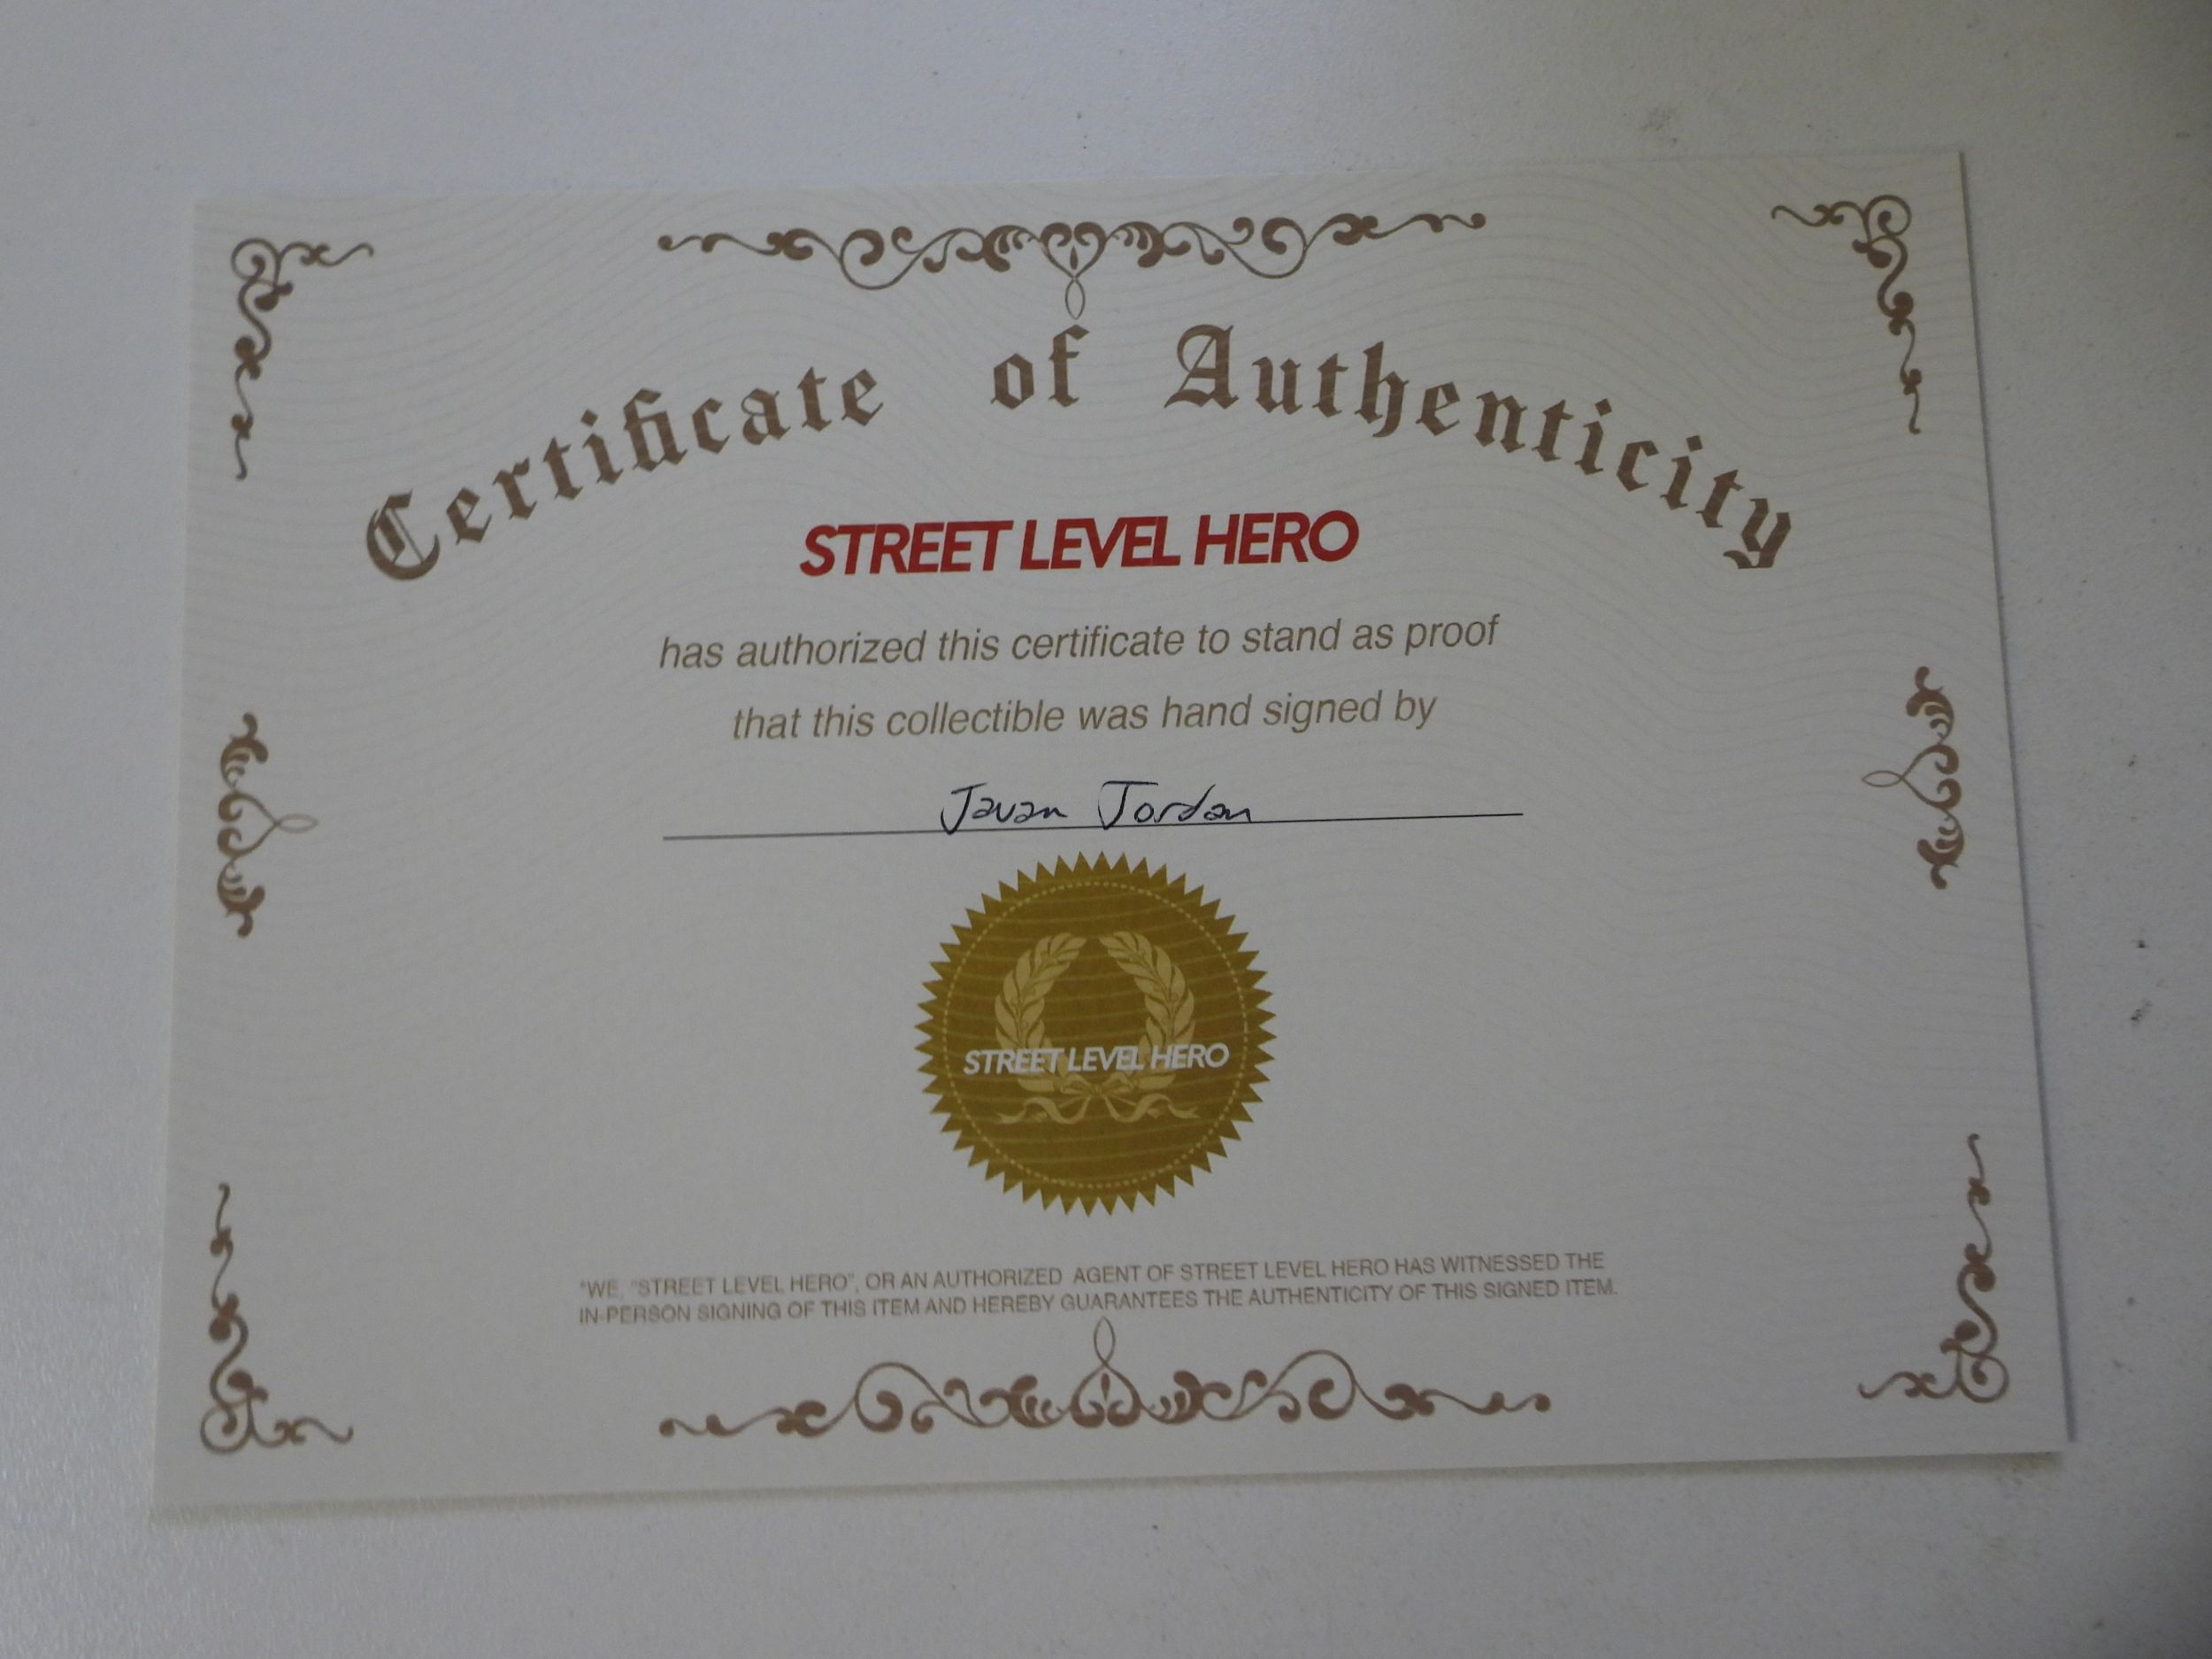 Certificate of Authenticity
STREET LEVEL HERO
has authorized this certificate to stand as proof
that this collectible was hand signed by
Javan Jordan
STREET LEVEL HERO
*WE, "STREET LEVEL HERO", OR AN AUTHORIZED AGENT OF STREET LEVEL HERO HAS WITNESSED THE
IN-PERSON SIGNING OF THIS ITEM AND HEREBY GUARANTEES THE AUTHENTICITY OF THIS SIGNED ITEM.